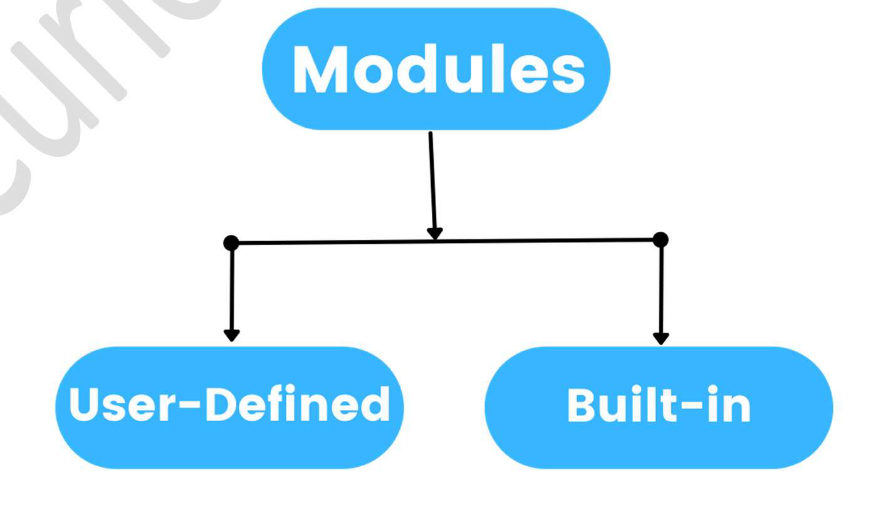 Modules
User-Defined
Built-in